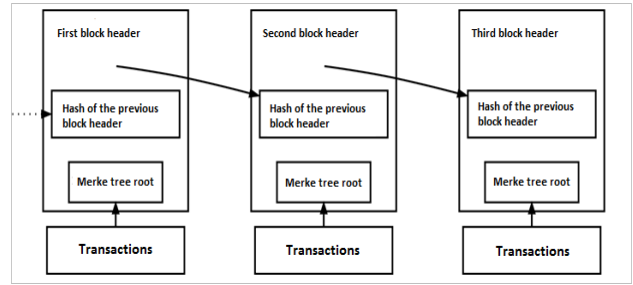 First block header
Second block header
Third block header
Hash of the previous
block header
Hash of the previous
block header
Hash of the previous
block header
Merke tree root
Merke tree root
Merke tree root
Transactions
Transactions
Transactions